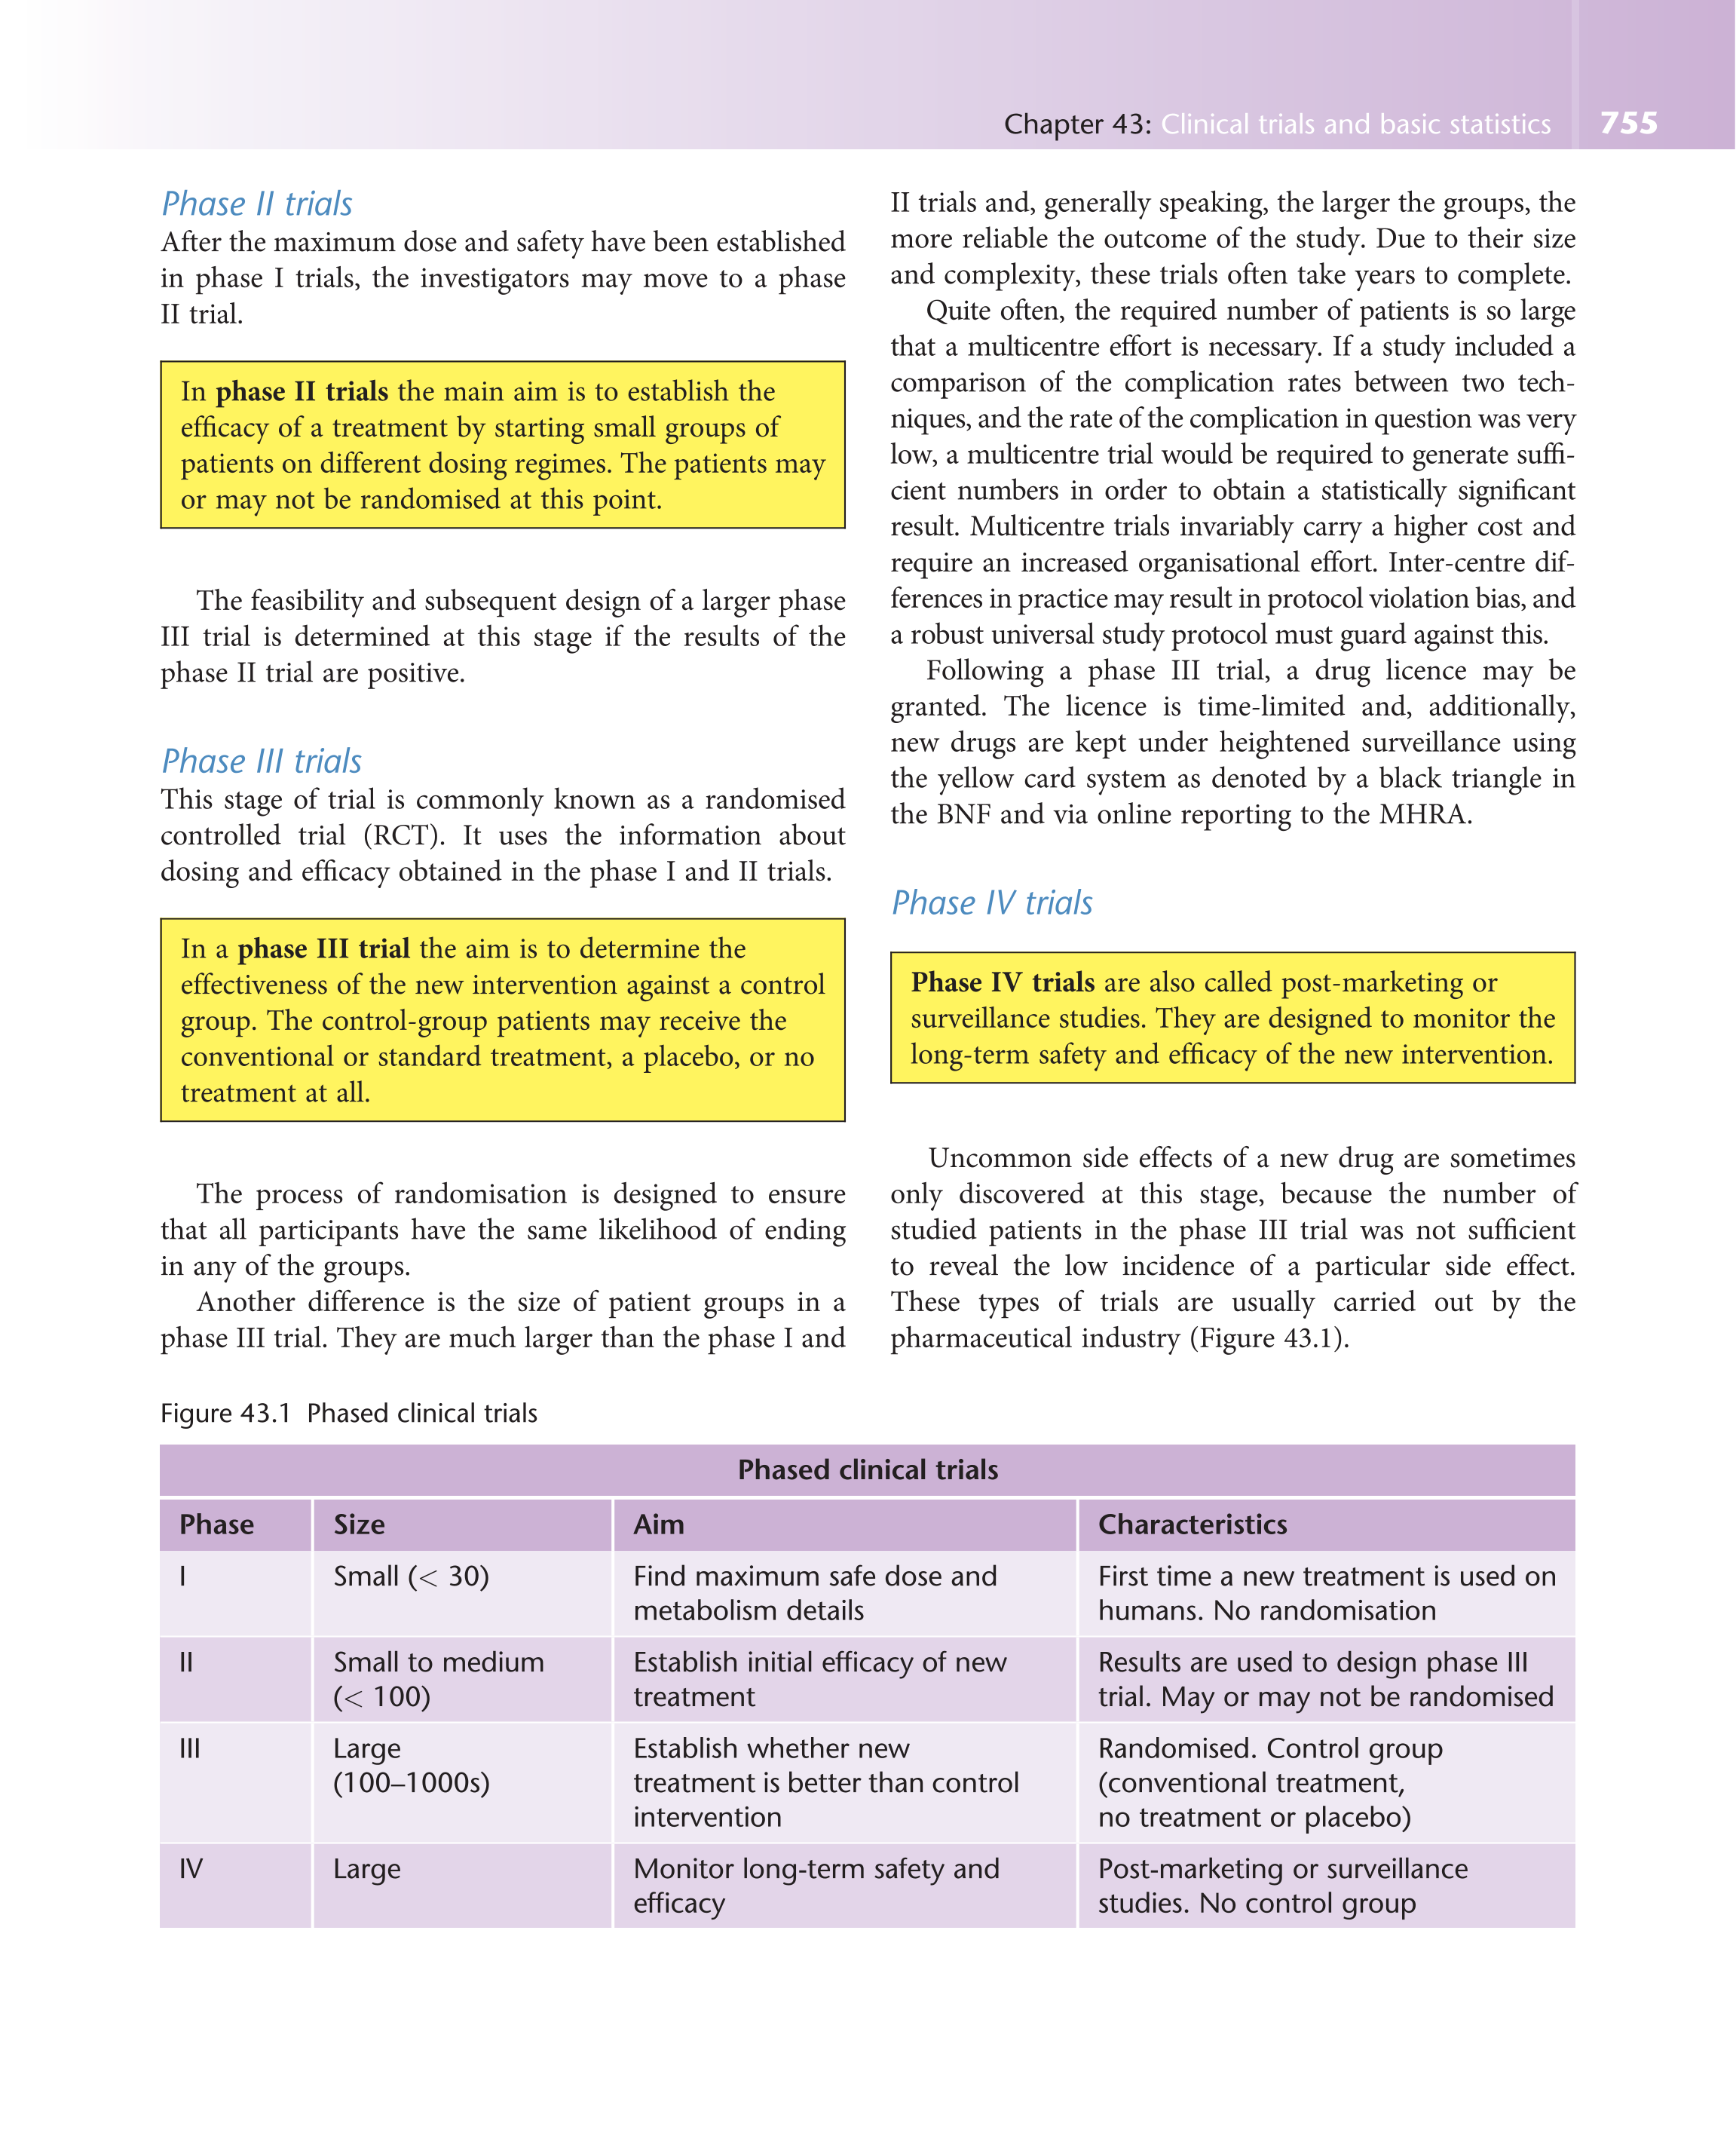 Chapter 43: Clinical trials and basic statistics 755
Phase II trials
After the maximum dose and safety have been established
in phase I trials, the investigators may move to a phase
II trial.
In phase II trials the main aim is to establish the
efficacy of a treatment by starting small groups of
patients on different dosing regimes. The patients may
or may not be randomised at this point.
The feasibility and subsequent design of a larger phase
III trial is determined at this stage if the results of the
phase II trial are positive.
Phase III trials
This stage of trial is commonly known as a randomised
controlled trial (RCT). It uses the information about
dosing and efficacy obtained in the phase I and II trials.
In a phase III trial the aim is to determine the
effectiveness of the new intervention against a control
group. The control-group patients may receive the
conventional or standard treatment, a placebo, or no
treatment at all.
The process of randomisation is designed to ensure
that all participants have the same likelihood of ending
in any of the groups.
Another difference is the size of patient groups in a
phase III trial. They are much larger than the phase I and
II trials and, generally speaking, the larger the groups, the
more reliable the outcome of the study. Due to their size
and complexity, these trials often take years to complete.
Quite often, the required number of patients is so large
that a multicentre effort is necessary. If a study included a
comparison of the complication rates between two tech-
niques, and the rate of the complication in question was very
low, a multicentre trial would be required to generate suffi-
cient numbers in order to obtain a statistically significant
result. Multicentre trials invariably carry a higher cost and
require an increased organisational effort. Inter-centre dif-
ferences in practice may result in protocol violation bias, and
a robust universal study protocol must guard against this.
Following a phase III trial, a drug licence may be
granted. The licence is time-limited and, additionally,
new drugs are kept under heightened surveillance using
the yellow card system as denoted by a black triangle in
the BNF and via online reporting to the MHRA.
Phase IV trials
Phase IV trials are also called post-marketing or
surveillance studies. They are designed to monitor the
long-term safety and efficacy of the new intervention.
Uncommon side effects of a new drug are sometimes
only discovered at this stage, because the number of
studied patients in the phase III trial was not sufficient
to reveal the low incidence of a particular side effect.
These types of trials are usually carried out by the
pharmaceutical industry (Figure 43.1).
Figure 43.1 Phased clinical trials
Phased clinical trials
Phase Size Aim Characteristics
I Small (< 30) Find maximum safe dose and First time a new treatment is used on
metabolism details humans. No randomisation
II Small to medium Establish initial efficacy of new Results are used to design phase III
(< 100) treatment trial. May or may not be randomised
III Large Establish whether new Randomised. Control group
(100–1000s) treatment is better than control (conventional treatment,
intervention no treatment or placebo)
IV Large Monitor long-term safety and Post-marketing or surveillance
efficacy studies. No control group